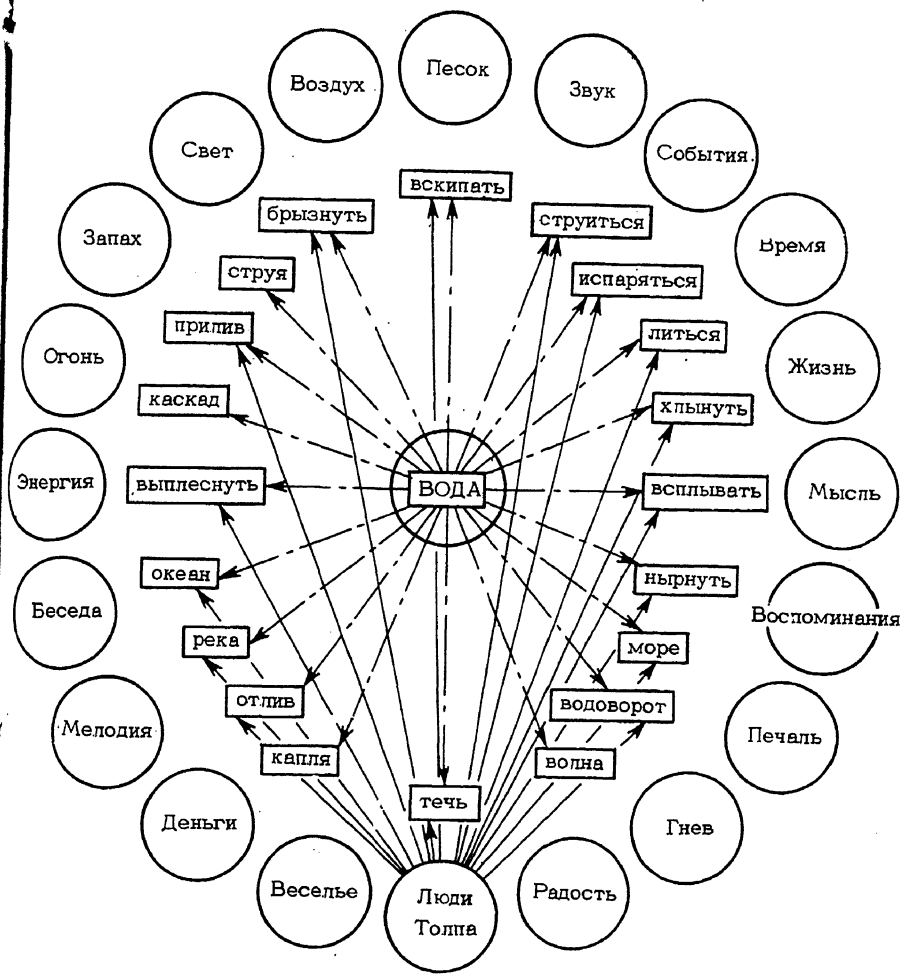 Песок
Воздух
Звук
Свет
События
вскипать
брызнуть
струиться
Запах
Время
струя
испаряться
прилив
литься
Огонь
Жизнь
каскад
хлынуть
Энергия
выплеснуть
ВОДА
всплывать
Мысль
океан
нырнуть
Беседа
Воспоминания
река
море
отлив
водоворот
Мелодия
Печаль
капля
волна
течь
Деньги
Гнев
Веселье
Люди
Толпа
Радость